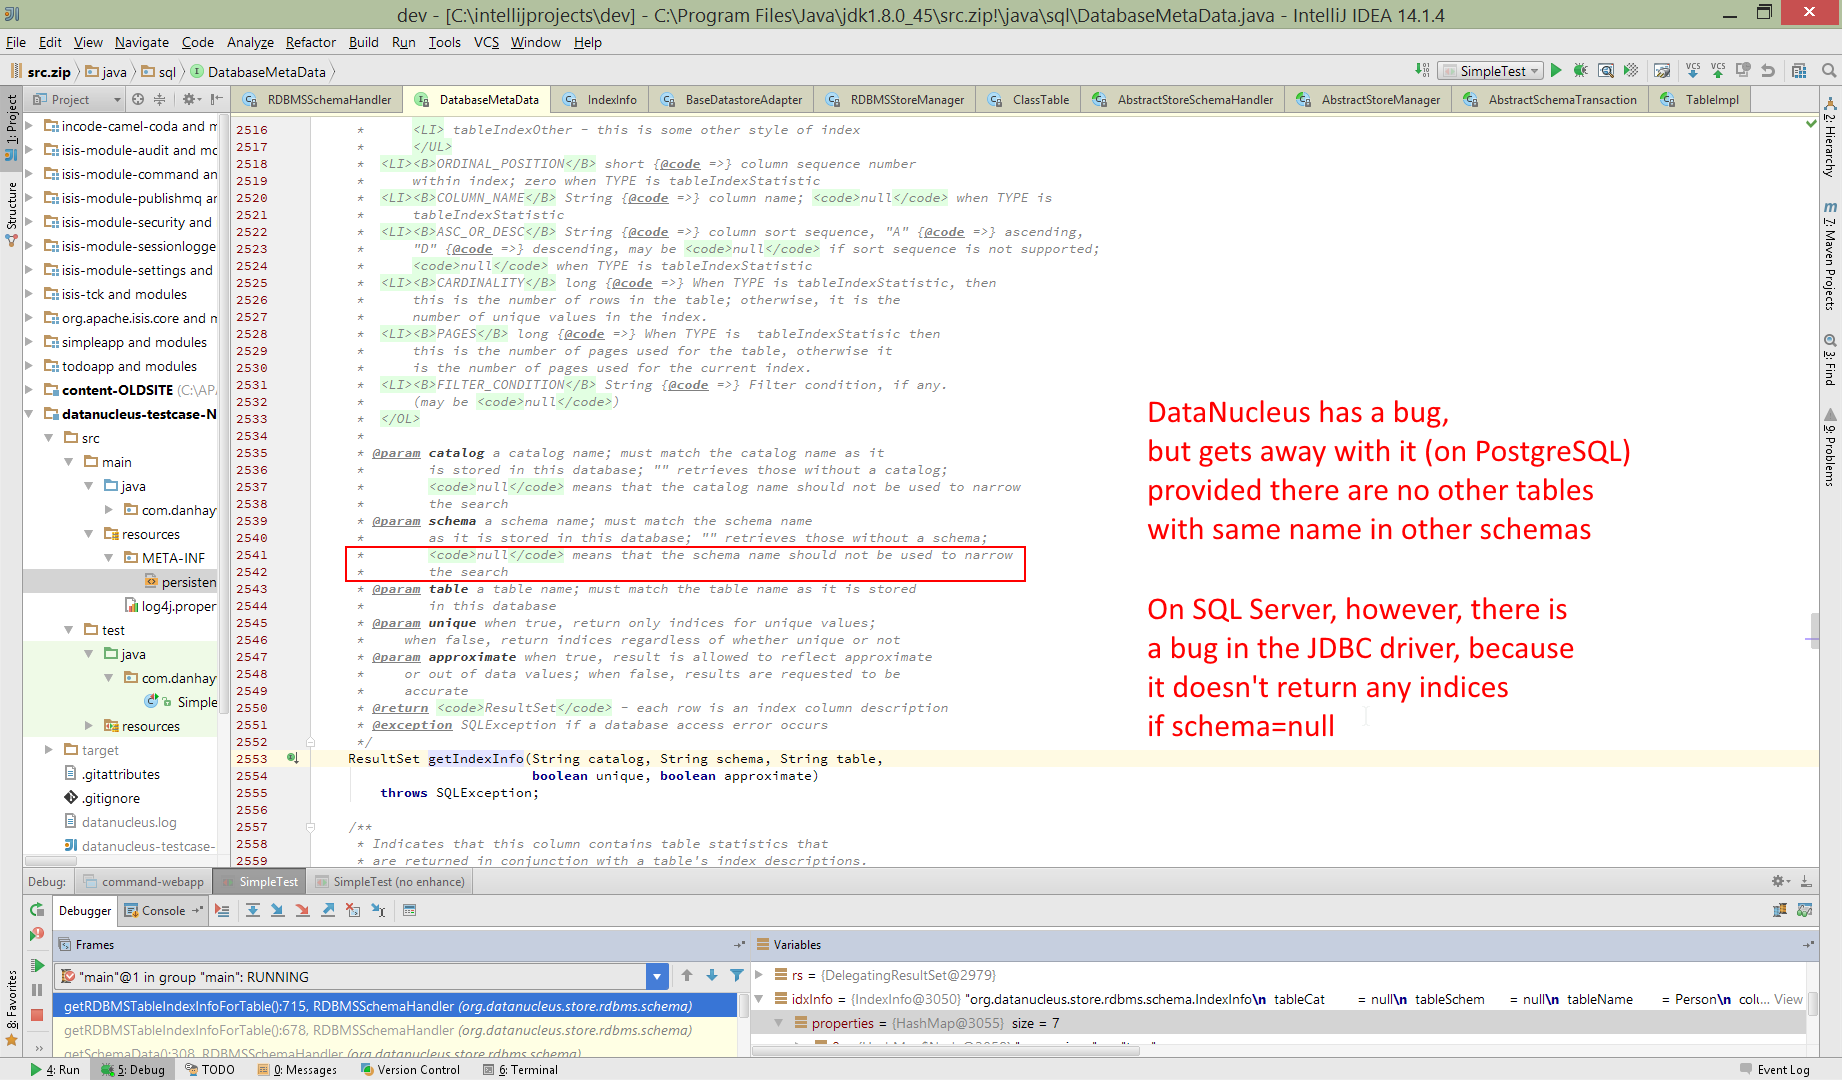 dev - [C:\intellijprojects\dev] - C:\Program Files\Java\jdk1.8.0_45\src.zip!\java\sql\DatabaseMetaData.java - IntelliJ IDEA 14.1.4
File Edit View Navigate Code Analyze Refactor Build Run Tools VCS Window Help
src.zip java sql DatabaseMetaData
SimpleTest
Project
RDBMSSchemaHandler DatabaseMetaData IndexInfo BaseDatastoreAdapter RDBMSStoreManager ClassTable AbstractStoreSchemaHandler AbstractStoreManager AbstractSchemaTransaction TableImpl
1: Project
Structure
8: Favorites
incode-camel-coda and m
isis-module-audit and mo
isis-module-command an
isis-module-publishmq ar
isis-module-security and
isis-module-sessionlogge
isis-module-settings and
isis-tck and modules
org.apache.isis.core and m
simpleapp and modules
todoapp and modules
content-OLDSITE (C:\AP
datanucleus-testcase-N
src
main
java
com.danhay
resources
META-INF
persisten
log4j.proper
test
java
com.danhay
Simple
resources
target
.gitattributes
.gitignore
datanucleus.log
datanucleus-testcase-
2516 * <LI> tableIndexOther - this is some other style of index
2517 * </UL>
2518 * <LI><B>ORDINAL_POSITION</B> short {@code =>} column sequence number
2519 * within index; zero when TYPE is tableIndexStatistic
2520 * <LI><B>COLUMN_NAME</B> String {@code =>} column name; <code>null</code> when TYPE is
2521 * tableIndexStatistic
2522 * <LI><B>ASC_OR_DESC</B> String {@code =>} column sort sequence, "A" {@code =>} ascending,
2523 * "D" {@code =>} descending, may be <code>null</code> if sort sequence is not supported;
2524 * <code>null</code> when TYPE is tableIndexStatistic
2525 * <LI><B>CARDINALITY</B> long {@code =>} When TYPE is tableIndexStatistic, then
2526 * this is the number of rows in the table; otherwise, it is the
2527 * number of unique values in the index.
2528 * <LI><B>PAGES</B> long {@code =>} When TYPE is  tableIndexStatisic then
2529 * this is the number of pages used for the table, otherwise it
2530 * is the number of pages used for the current index.
2531 * <LI><B>FILTER_CONDITION</B> String {@code =>} Filter condition, if any.
2532 * (may be <code>null</code>)
2533 * </OL>
2534 *
2535 * @param catalog a catalog name; must match the catalog name as it
2536 * is stored in this database; "" retrieves those without a catalog;
2537 * <code>null</code> means that the catalog name should not be used to narrow
2538 * the search
2539 * @param schema a schema name; must match the schema name
2540 * as it is stored in this database; "" retrieves those without a schema;
2541 * <code>null</code> means that the schema name should not be used to narrow
2542 * the search
2543 * @param table a table name; must match the table name as it is stored
2544 * in this database
2545 * @param unique when true, return only indices for unique values;
2546 * when false, return indices regardless of whether unique or not
2547 * @param approximate when true, result is allowed to reflect approximate
2548 * or out of data values; when false, results are requested to be
2549 * accurate
2550 * @return <code>ResultSet</code> - each row is an index column description
2551 * @exception SQLException if a database access error occurs
2552 */
2553 ResultSet getIndexInfo(String catalog, String schema, String table,
2554 boolean unique, boolean approximate)
2555 throws SQLException;
2556
2557 /**
2558 * Indicates that this column contains table statistics that
2559 * are returned in conjunction with a table's index descriptions.
DataNucleus has a bug,
but gets away with it (on PostgreSQL)
provided there are no other tables
with same name in other schemas
On SQL Server, however, there is
a bug in the JDBC driver, because
it doesn't return any indices
if schema=null
2: Hierarchy
m 7: Maven Projects
3: Find
9: Problems
Debug: command-webapp SimpleTest SimpleTest (no enhance)
Debugger Console
Frames
"main"@1 in group "main": RUNNING
getRDBMSTableIndexInfoForTable():715, RDBMSSchemaHandler (org.datanucleus.store.rdbms.schema)
getRDBMSTableIndexInfoForTable():678, RDBMSSchemaHandler (org.datanucleus.store.rdbms.schema)
getSchemaData():308, RDBMSSchemaHandler (org.datanucleus.store.rdbms.schema)
Variables
rs = {DelegatingResultSet@2979}
idxInfo = {IndexInfo@3050} "org.datanucleus.store.rdbms.schema.IndexInfo\n tableCat = null\n tableSchem = null\n tableName = Person\n colu... View
properties = {HashMap@3055} size = 7
4: Run 5: Debug TODO 0: Messages Version Control 6: Terminal Event Log